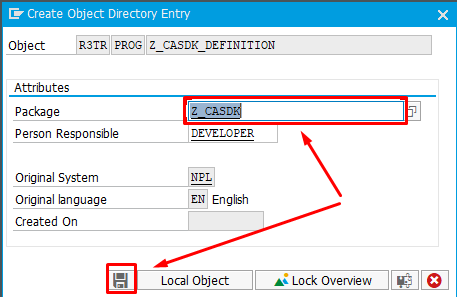 Create Object Directory Entry
Object R3TR PROG Z_CASDK_DEFINITION
Attributes
Package Z_CASDK
Person Responsible DEVELOPER
Original System NPL
Original language EN English
Created On
Local Object Lock Overview